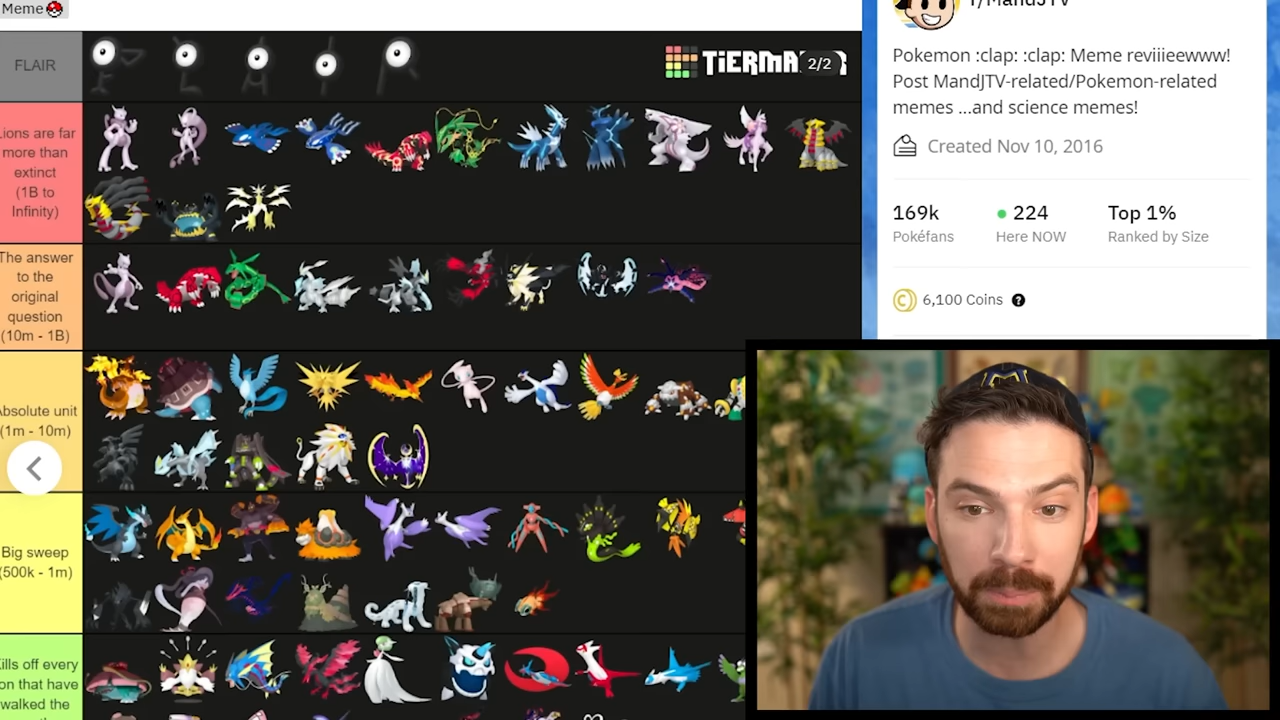 Meme
r/MandJTV
FLAIR
TiERMA
2/2
Pokemon :clap: :clap: Meme reviiieewww!
Post MandJTV-related/Pokemon-related
memes ...and science memes!
Created Nov 10, 2016
169k
224
Top 1%
Pokéfans
Here NOW
Ranked by Size
6,100 Coins
ions are far
more than
extinct
(1B to
Infinity)
The answer
to the
original
question
(10m - 1B)
Absolute unit
(1m - 10m)
Big sweep
(500k - 1m)
Kills off every
on that have
walked the